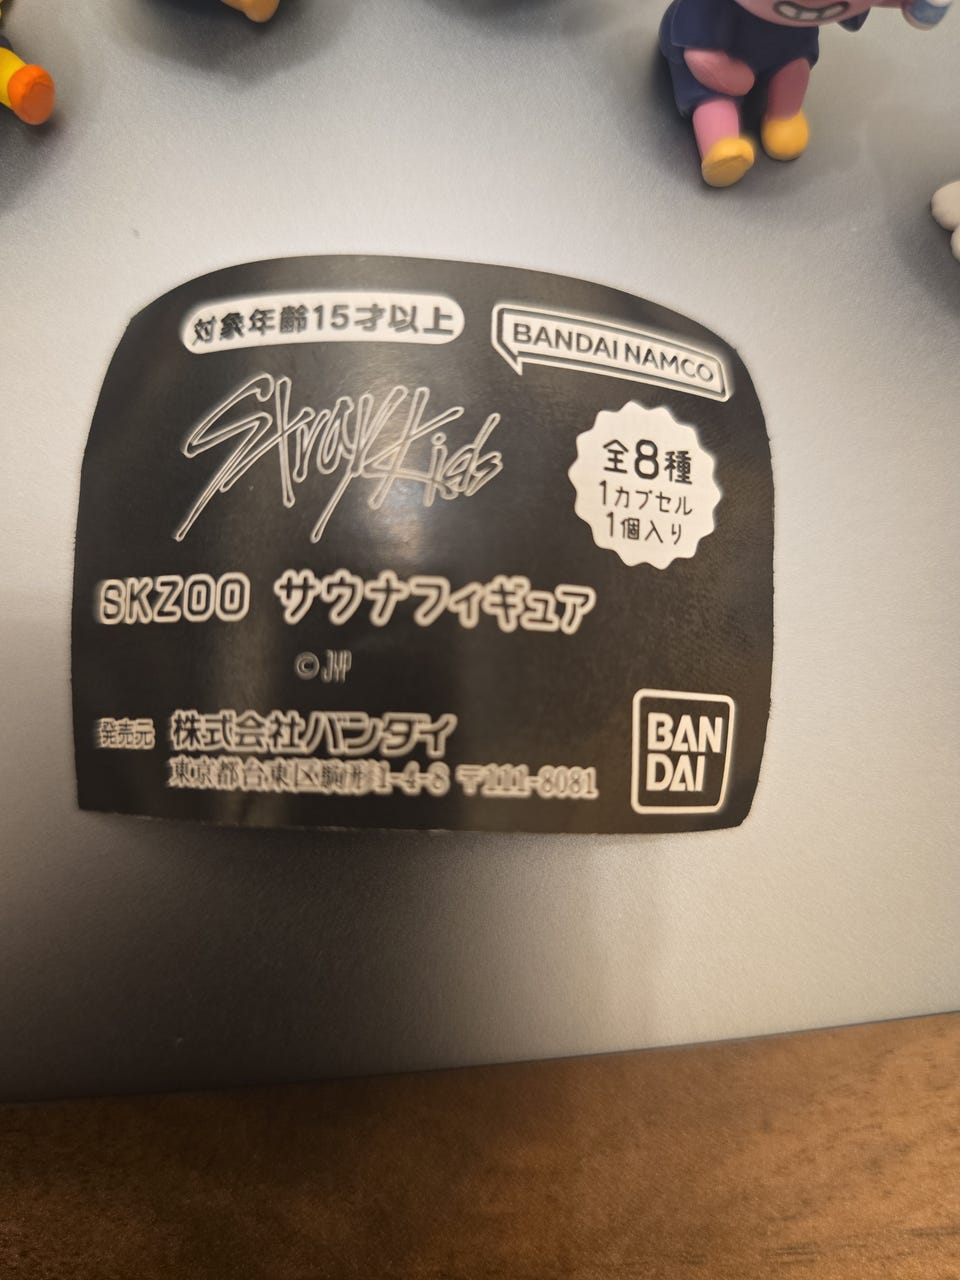 対象年齢15才以上
BANDAI NAMCO
Stray Kids
全8種
1カプセル
1個入り
SKZOO サウナフィギュア
©JYP
発売元 株式会社バンダイ
東京都台東区駒形1-4-8 〒111-8081
BAN
DAI